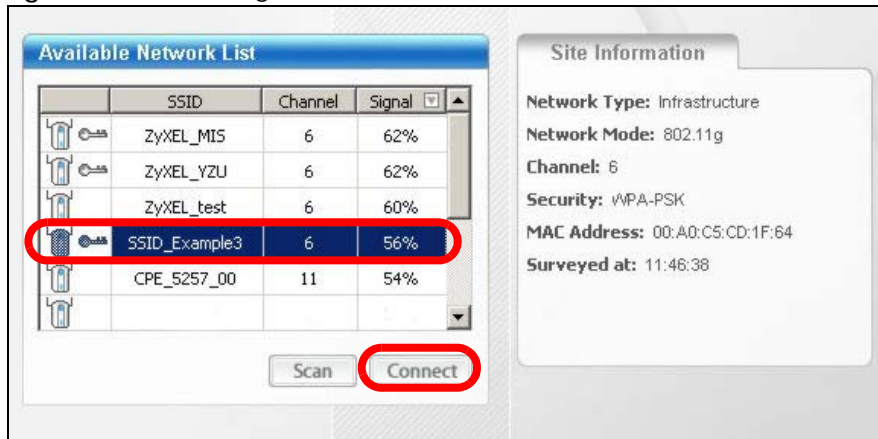 Available Network List
SSID Channel Signal
ZyXEL_MIS 6 62%
ZyXEL_YZU 6 62%
ZyXEL_test 6 60%
SSID_Example3 6 56%
CPE_5257_00 11 54%
Scan Connect
Site Information
Network Type: Infrastructure
Network Mode: 802.11g
Channel: 6
Security: WPA-PSK
MAC Address: 00:A0:C5:CD:1F:64
Surveyed at: 11:46:38